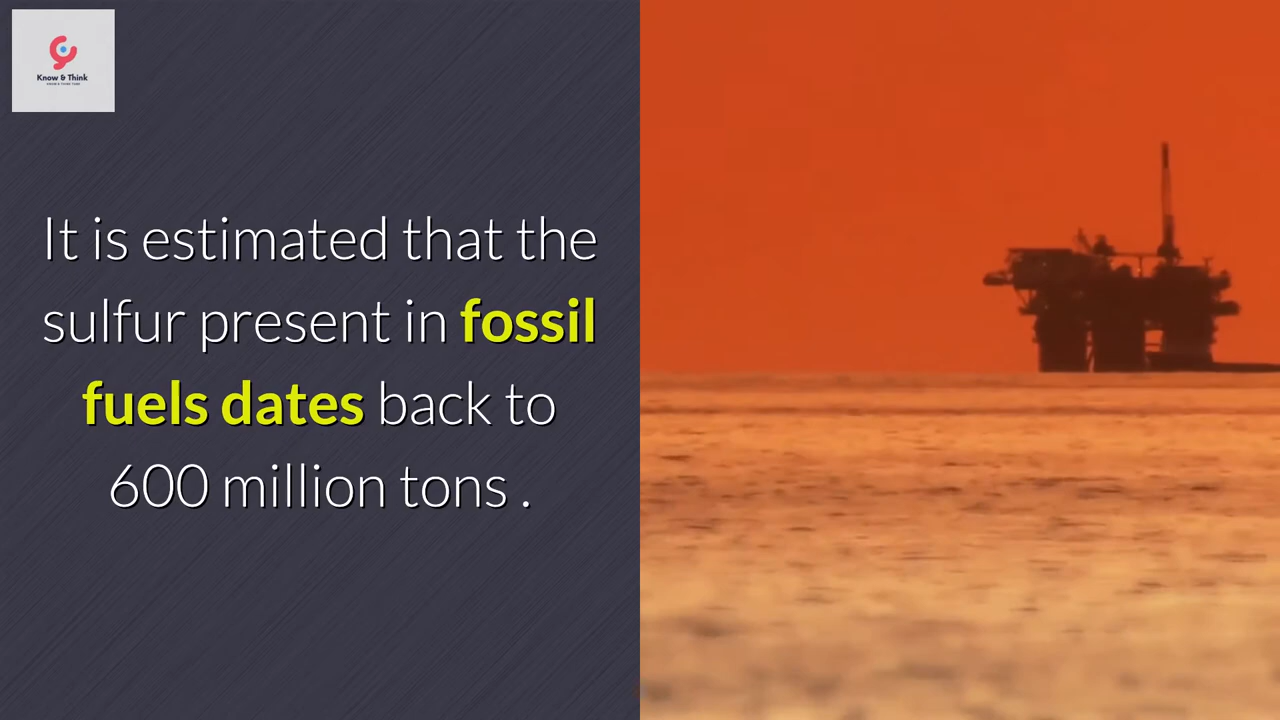 Know & Think
It is estimated that the
sulfur present in fossil
fuels dates back to
600 million tons .